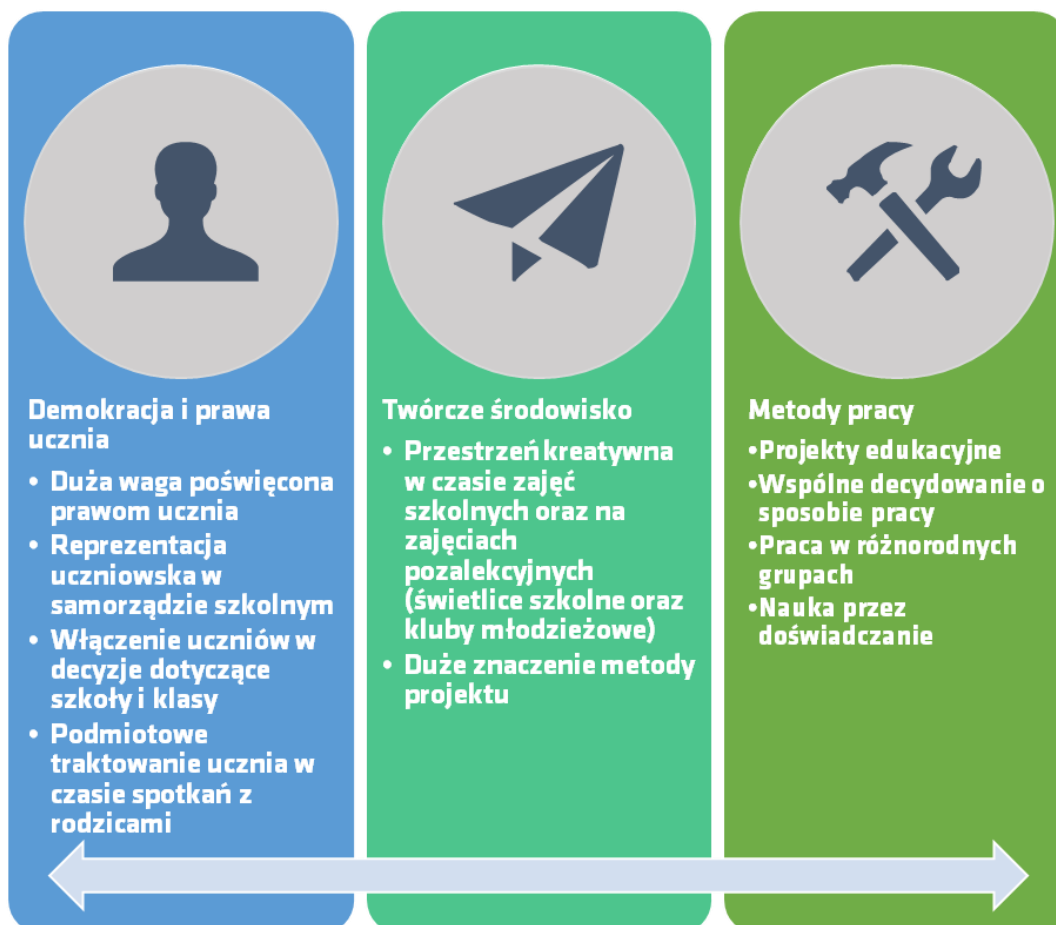 Demokracja i prawa
ucznia
• Duża waga poświęcona
prawom ucznia
• Reprezentacja
uczniowska w
samorządzie szkolnym
• Włączenie uczniów w
decyzje dotyczące
szkoły i klasy
• Podmiotowe
traktowanie ucznia w
czasie spotkań z
rodzicami
Twórcze środowisko
• Przestrzeń kreatywna
w czasie zajęć
szkolnych oraz na
zajęciach
pozalekcyjnych
(świetlice szkolne oraz
kluby młodzieżowe)
• Duże znaczenie metody
projektu
Metody pracy
•Projekty edukacyjne
•Wspólne decydowanie o
sposobie pracy
•Praca w różnorodnych
grupach
•Nauka przez
doświadczanie